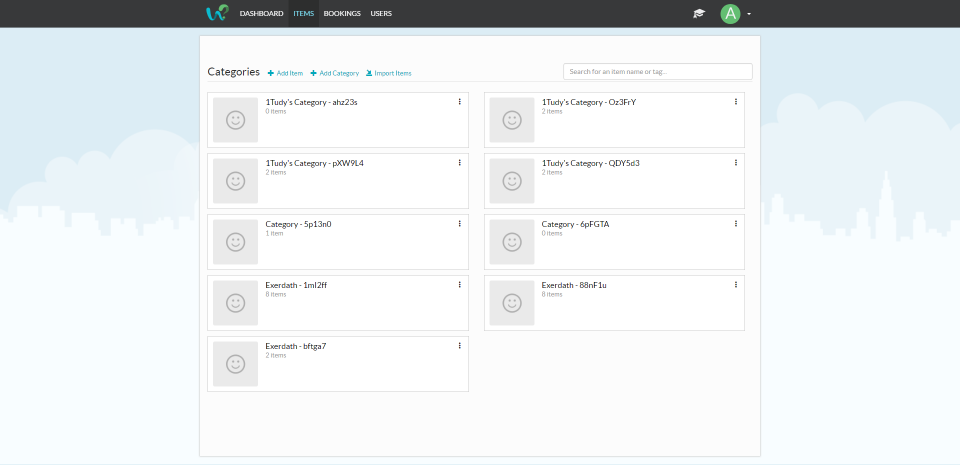 DASHBOARD ITEMS BOOKINGS USERS A
Categories Add Item Add Category Import Items Search for an item name or tag...
1Tudy's Category - ahz23s
0 items
1Tudy's Category - Oz3FrY
2 items
1Tudy's Category - pXW9L4
2 items
1Tudy's Category - QDY5d3
2 items
Category - 5p13n0
1 item
Category - 6pFGTA
0 items
Exerdath - 1mI2ff
8 items
Exerdath - 88nF1u
8 items
Exerdath - bftga7
2 items